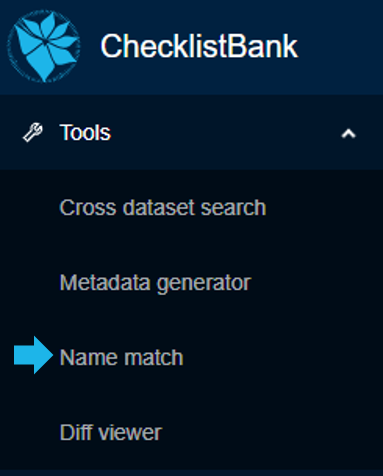 ChecklistBank
Tools
Cross dataset search
Metadata generator
Name match
Diff viewer